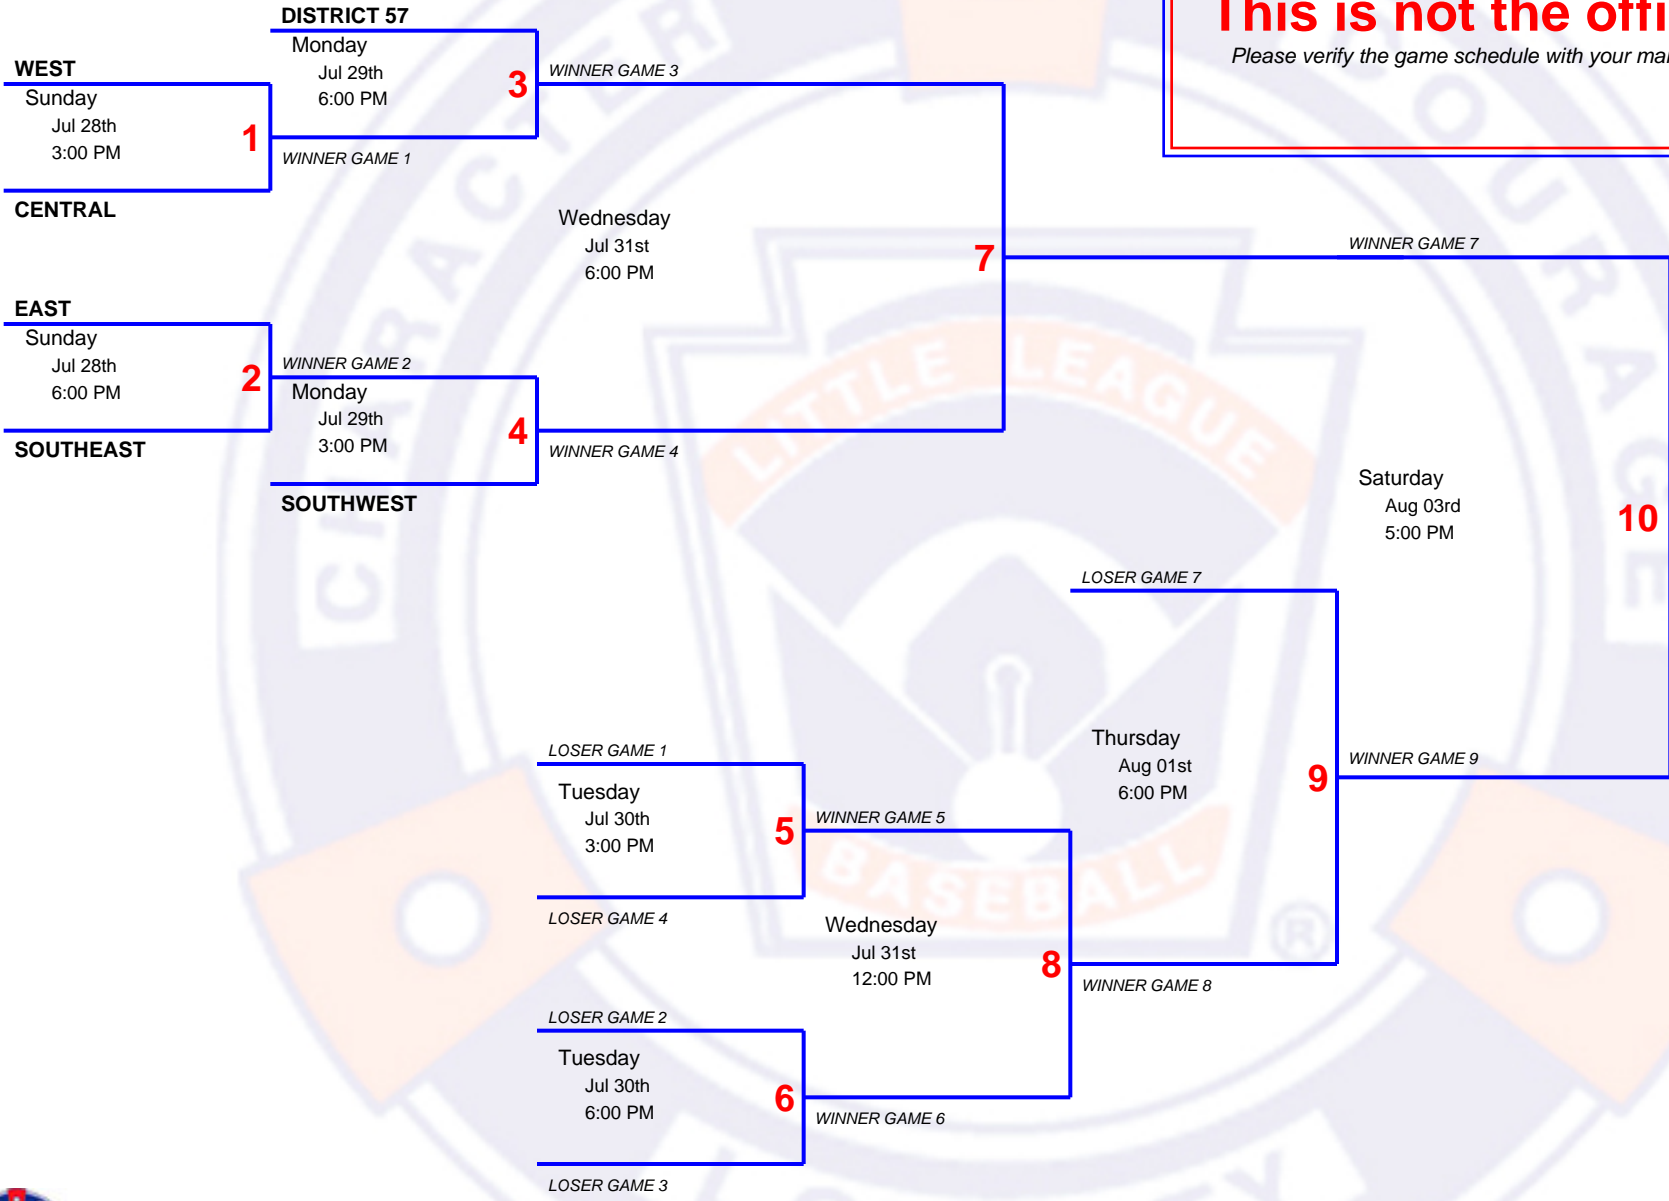 DISTRICT 57
This is not the offi
Please verify the game schedule with your ma
Monday
Jul 29th
6:00 PM
3
WINNER GAME 3
WEST
Sunday
Jul 28th
3:00 PM
1
WINNER GAME 1
CENTRAL
Wednesday
Jul 31st
6:00 PM
7
WINNER GAME 7
EAST
Sunday
Jul 28th
6:00 PM
2
WINNER GAME 2
Monday
Jul 29th
3:00 PM
4
WINNER GAME 4
SOUTHEAST
SOUTHWEST
Saturday
Aug 03rd
5:00 PM
10
LOSER GAME 7
Thursday
Aug 01st
6:00 PM
9
WINNER GAME 9
LOSER GAME 1
Tuesday
Jul 30th
3:00 PM
5
WINNER GAME 5
LOSER GAME 4
Wednesday
Jul 31st
12:00 PM
8
WINNER GAME 8
LOSER GAME 2
Tuesday
Jul 30th
6:00 PM
6
WINNER GAME 6
LOSER GAME 3
CHARACTER
COURAGE
LITTLE LEAGUE
BASEBALL
®